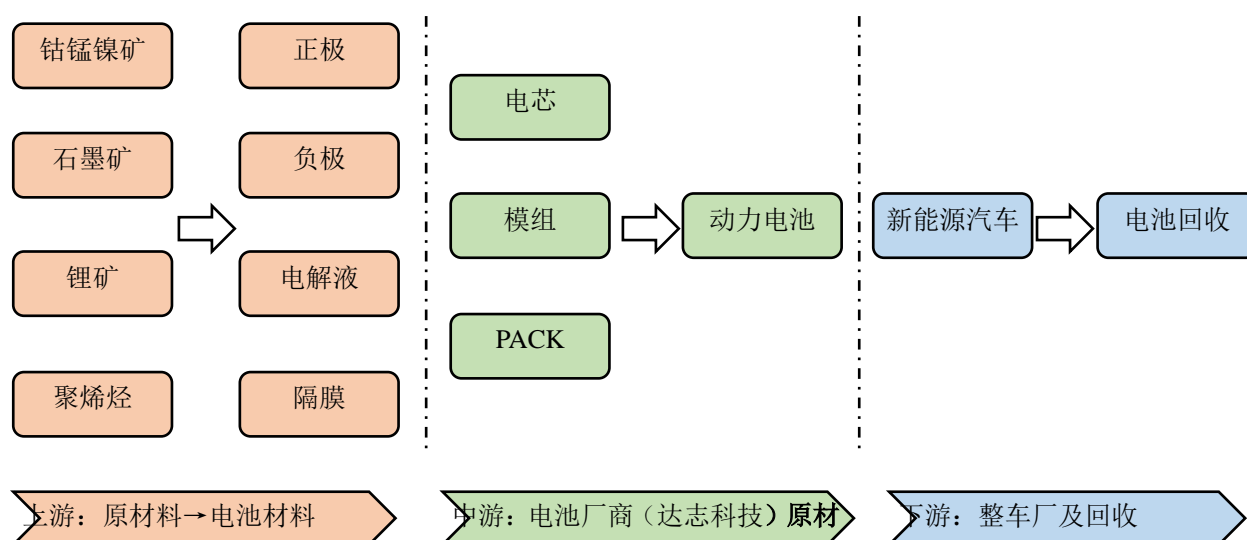 钴锰镍矿
正极
石墨矿
负极
锂矿
电解液
聚烯烃
隔膜
电芯
模组
PACK
动力电池
新能源汽车
电池回收
上游：原材料→电池材料
中游：电池厂商（达志科技）原材
下游：整车厂及回收